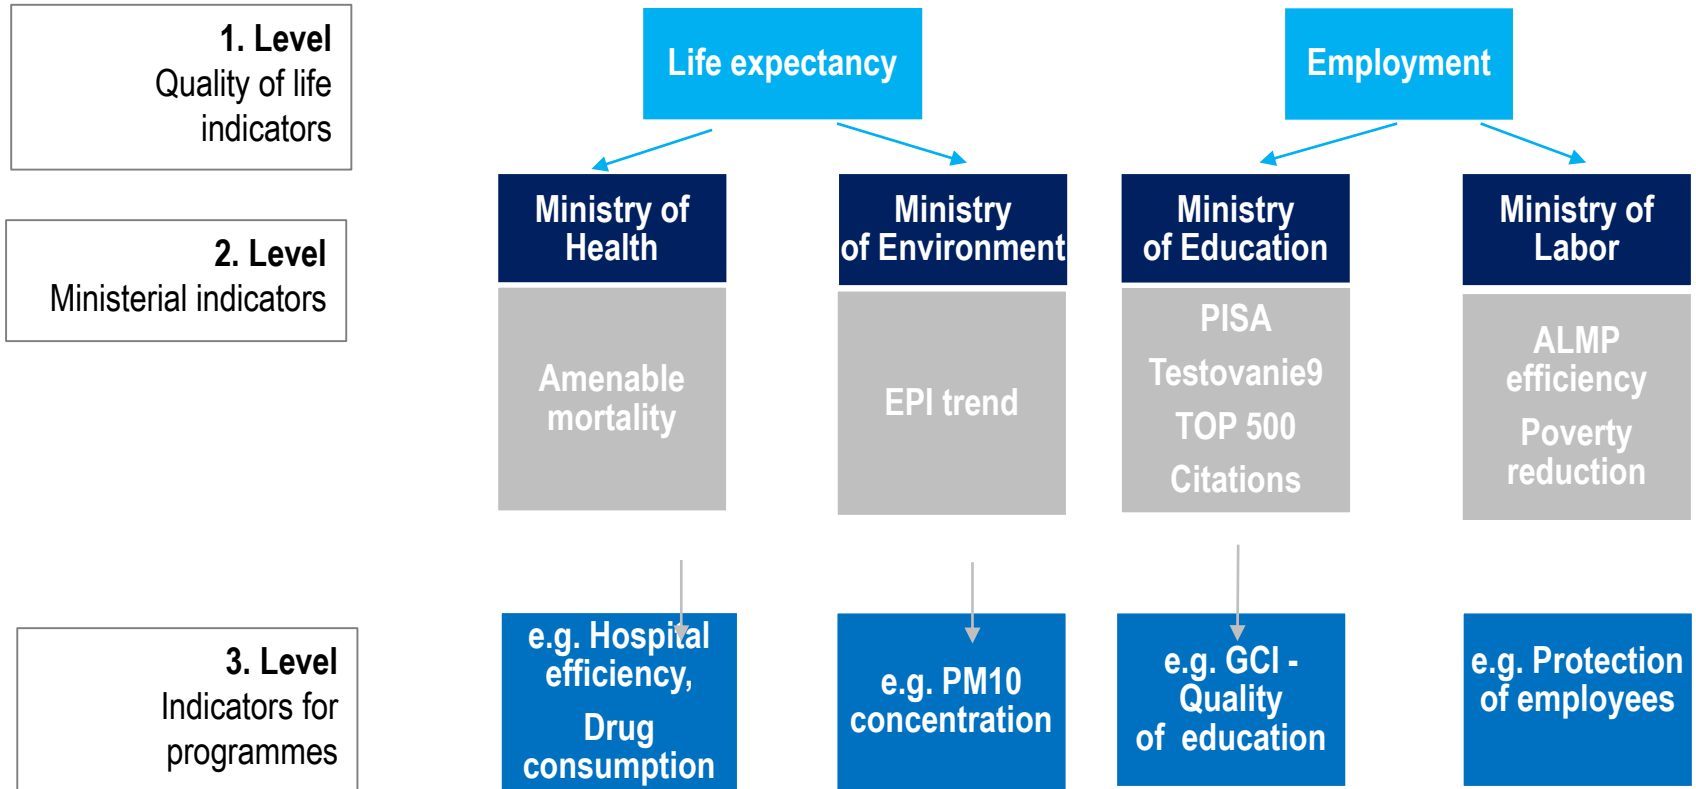 1. Level
Quality of life
indicators
Life expectancy
Employment
2. Level
Ministerial indicators
Ministry of
Health
Ministry
of Environment
Ministry
of Education
Ministry of
Labor
Amenable
mortality
EPI trend
PISA
Testovanie9
TOP 500
Citations
ALMP
efficiency
Poverty
reduction
3. Level
Indicators for
programmes
e.g. Hospital
efficiency,
Drug
consumption
e.g. PM10
concentration
e.g. GCI -
Quality
of education
e.g. Protection
of employees